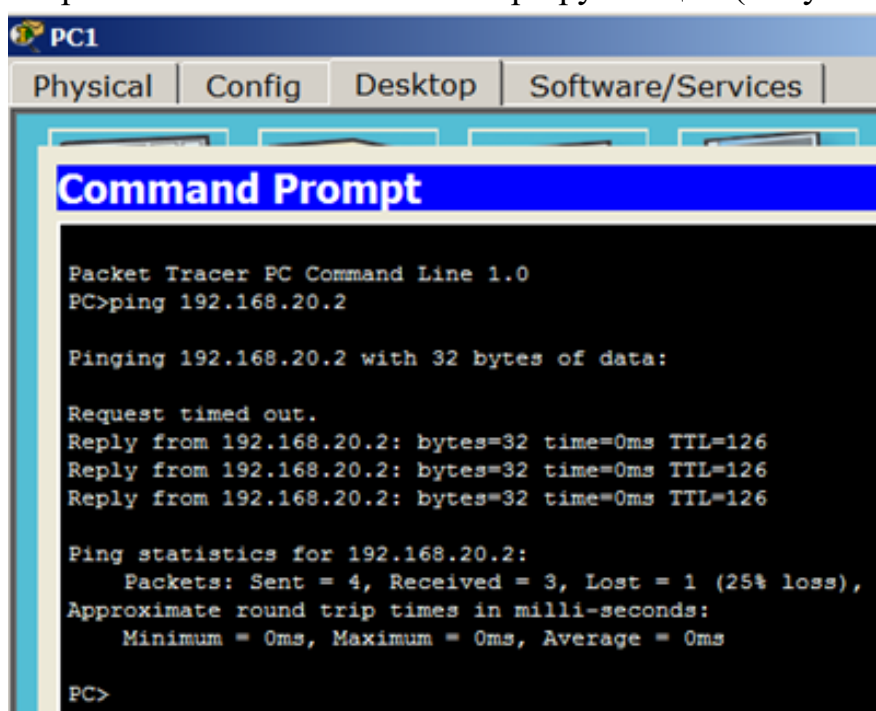 PC1
Physical Config Desktop Software/Services
Command Prompt
Packet Tracer PC Command Line 1.0
PC>ping 192.168.20.2
Pinging 192.168.20.2 with 32 bytes of data:
Request timed out.
Reply from 192.168.20.2: bytes=32 time=0ms TTL=126
Reply from 192.168.20.2: bytes=32 time=0ms TTL=126
Reply from 192.168.20.2: bytes=32 time=0ms TTL=126
Ping statistics for 192.168.20.2:
Packets: Sent = 4, Received = 3, Lost = 1 (25% loss),
Approximate round trip times in milli-seconds:
Minimum = 0ms, Maximum = 0ms, Average = 0ms
PC>